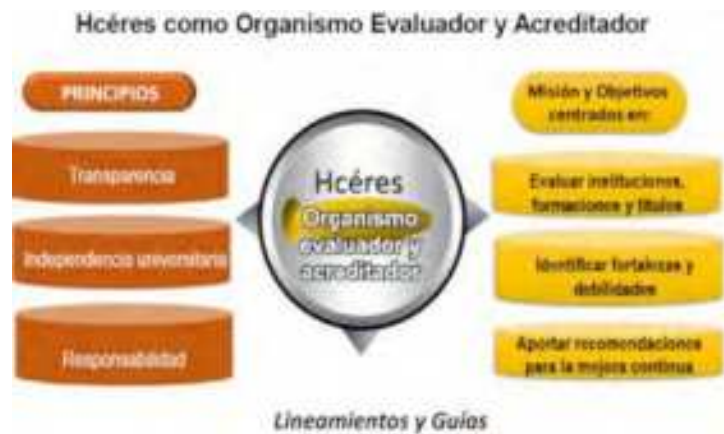 Hcéres como Organismo Evaluador y Acreditador
PRINCIPIOS
Transparencia
Independencia universitaria
Responsabilidad
Hcéres
Organismo
evaluador y
acreditador
Misión y Objetivos
centrados en:
Evaluar instituciones,
formaciones y títulos
Identificar fortalezas y
debilidades
Aportar recomendaciones
para la mejora continua
Lineamientos y Guías